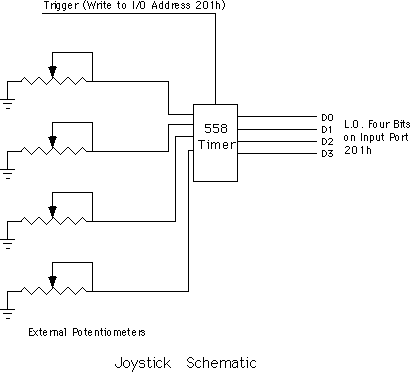 Trigger (Write to I/O Address 201h)
558
Timer
D0
D1
D2
D3
L.O. Four Bits
on Input Port
201h
External Potentiometers
Joystick Schematic